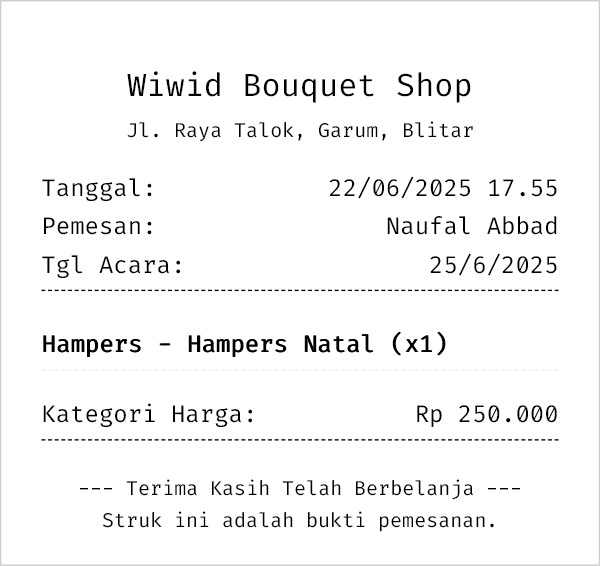 Wiwid Bouquet Shop
Jl. Raya Talok, Garum, Blitar
Tanggal: 22/06/2025 17.55
Pemesan: Naufal Abbad
Tgl Acara: 25/6/2025
Hampers - Hampers Natal (x1)
Kategori Harga: Rp 250.000
--- Terima Kasih Telah Berbelanja ---
Struk ini adalah bukti pemesanan.